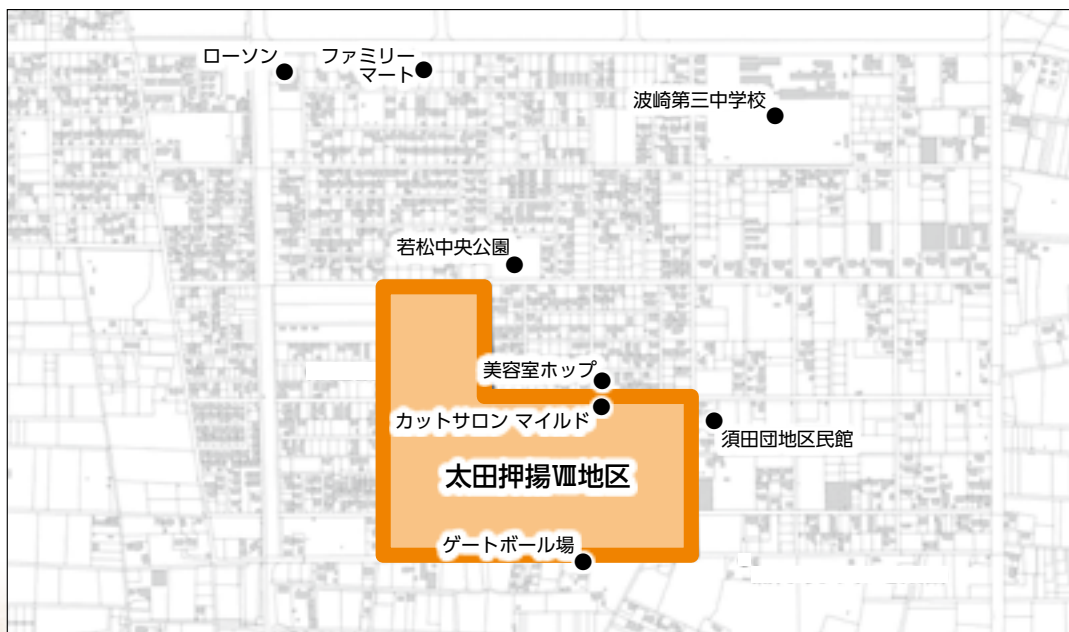 ローソン
ファミリー
マート
波崎第三中学校
若松中央公園
美容室ホップ
カットサロン マイルド
須田団地区民館
太田押揚Ⅷ地区
ゲートボール場